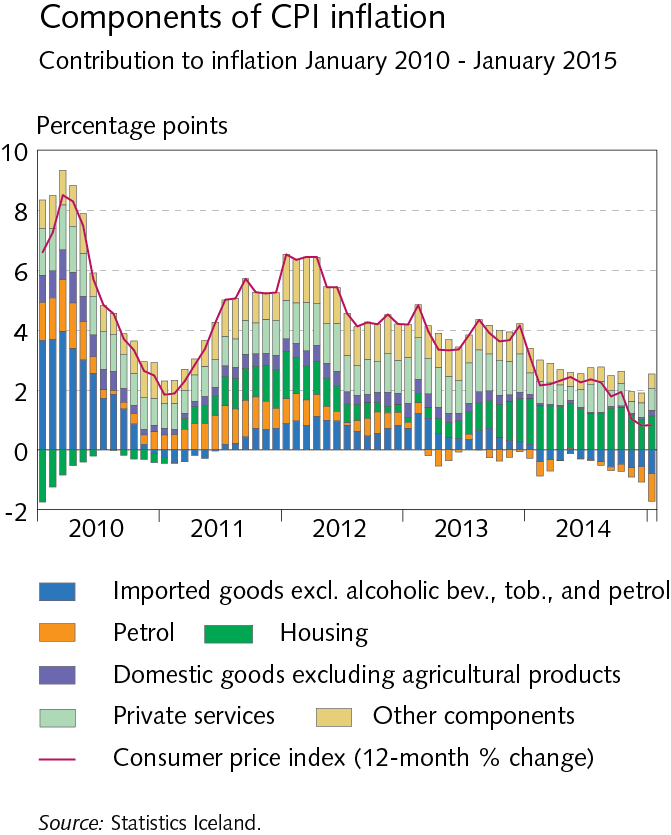 Components of CPI inflation
Contribution to inflation January 2010 - January 2015
Percentage points
10
8
6
4
2
0
-2
2010 2011 2012 2013 2014
Imported goods excl. alcoholic bev., tob., and petrol
Petrol Housing
Domestic goods excluding agricultural products
Private services Other components
Consumer price index (12-month % change)
Source: Statistics Iceland.